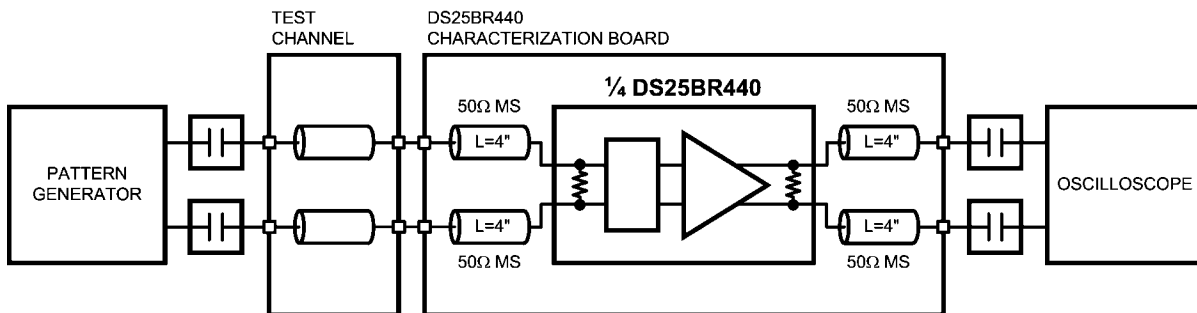 TEST
CHANNEL
DS25BR440
CHARACTERIZATION BOARD
¼ DS25BR440
50Ω MS
50Ω MS
L=4"
L=4"
PATTERN
GENERATOR
OSCILLOSCOPE
L=4"
L=4"
50Ω MS
50Ω MS